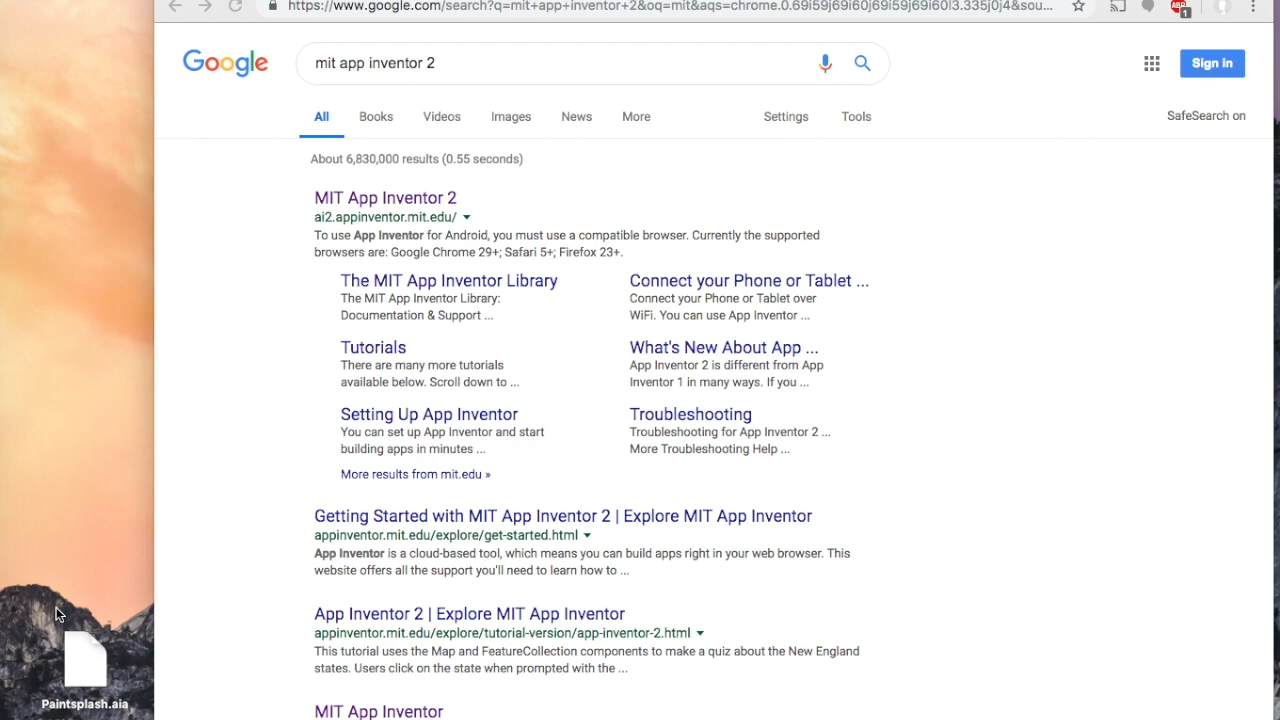 https://www.google.com/search?q=mit+app+inventor+2&oq=mit&aqs=chrome.0.69i59j69i60j69i59j69i60l3.335j0j4&sou...
ABP
1
Google
mit app inventor 2
Sign in
All Books Videos Images News More Settings Tools
SafeSearch on
About 6,830,000 results (0.55 seconds)
MIT App Inventor 2
ai2.appinventor.mit.edu/
To use App Inventor for Android, you must use a compatible browser. Currently the supported
browsers are: Google Chrome 29+; Safari 5+; Firefox 23+.
The MIT App Inventor Library
The MIT App Inventor Library:
Documentation & Support ...
Connect your Phone or Tablet ...
Connect your Phone or Tablet over
WiFi. You can use App Inventor ...
Tutorials
There are many more tutorials
available below. Scroll down to ...
What's New About App ...
App Inventor 2 is different from App
Inventor 1 in many ways. If you ...
Setting Up App Inventor
You can set up App Inventor and start
building apps in minutes ...
Troubleshooting
Troubleshooting for App Inventor 2 ...
More Troubleshooting Help ...
More results from mit.edu »
Getting Started with MIT App Inventor 2 | Explore MIT App Inventor
appinventor.mit.edu/explore/get-started.html
App Inventor is a cloud-based tool, which means you can build apps right in your web browser. This
website offers all the support you'll need to learn how to ...
App Inventor 2 | Explore MIT App Inventor
appinventor.mit.edu/explore/tutorial-version/app-inventor-2.html
This tutorial uses the Map and FeatureCollection components to make a quiz about the New England
states. Users click on the state when prompted with the ...
MIT App Inventor
Paintsplash.aia